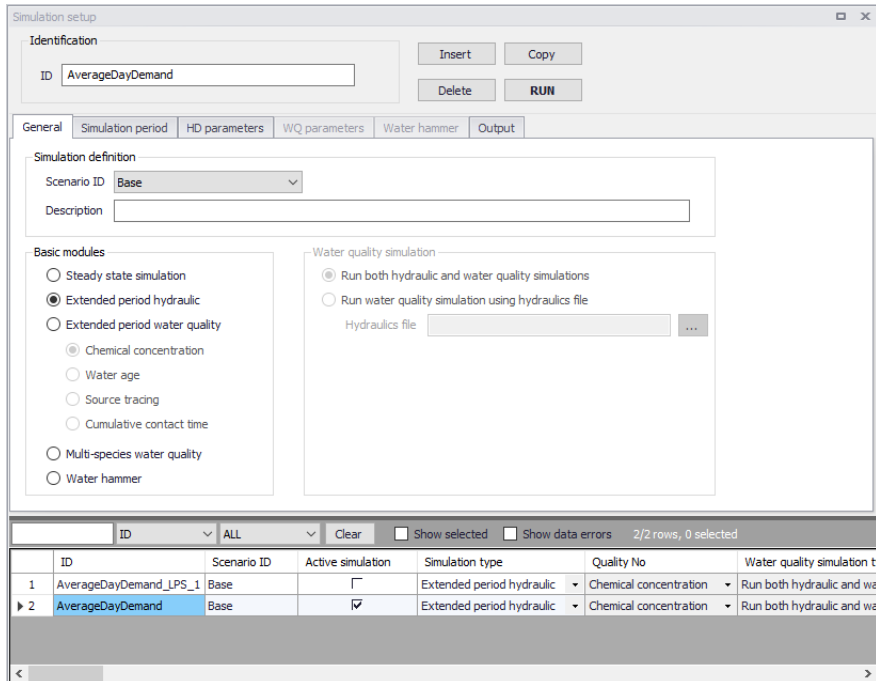 Simulation setup
Identification
ID AverageDayDemand
Insert Copy
Delete RUN
General Simulation period HD parameters WQ parameters Water hammer Output
Simulation definition
Scenario ID Base
Description
Basic modules
Steady state simulation
Extended period hydraulic
Extended period water quality
Chemical concentration
Water age
Source tracing
Cumulative contact time
Multi-species water quality
Water hammer
Water quality simulation
Run both hydraulic and water quality simulations
Run water quality simulation using hydraulics file
Hydraulics file ...
ID ALL Clear Show selected Show data errors 2/2 rows, 0 selected
ID Scenario ID Active simulation Simulation type Quality No Water quality simulation t
1 AverageDayDemand_LPS_1 Base Extended period hydraulic Chemical concentration Run both hydraulic and wa
2 AverageDayDemand Base Extended period hydraulic Chemical concentration Run both hydraulic and wa